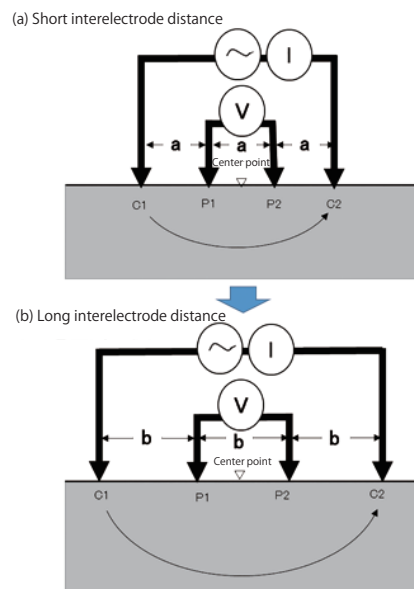 (a) Short interelectrode distance
~ I
V
a a a
Center point
C1 P1 P2 C2
(b) Long interelectrode distance
~ I
V
b b b
Center point
C1 P1 P2 C2